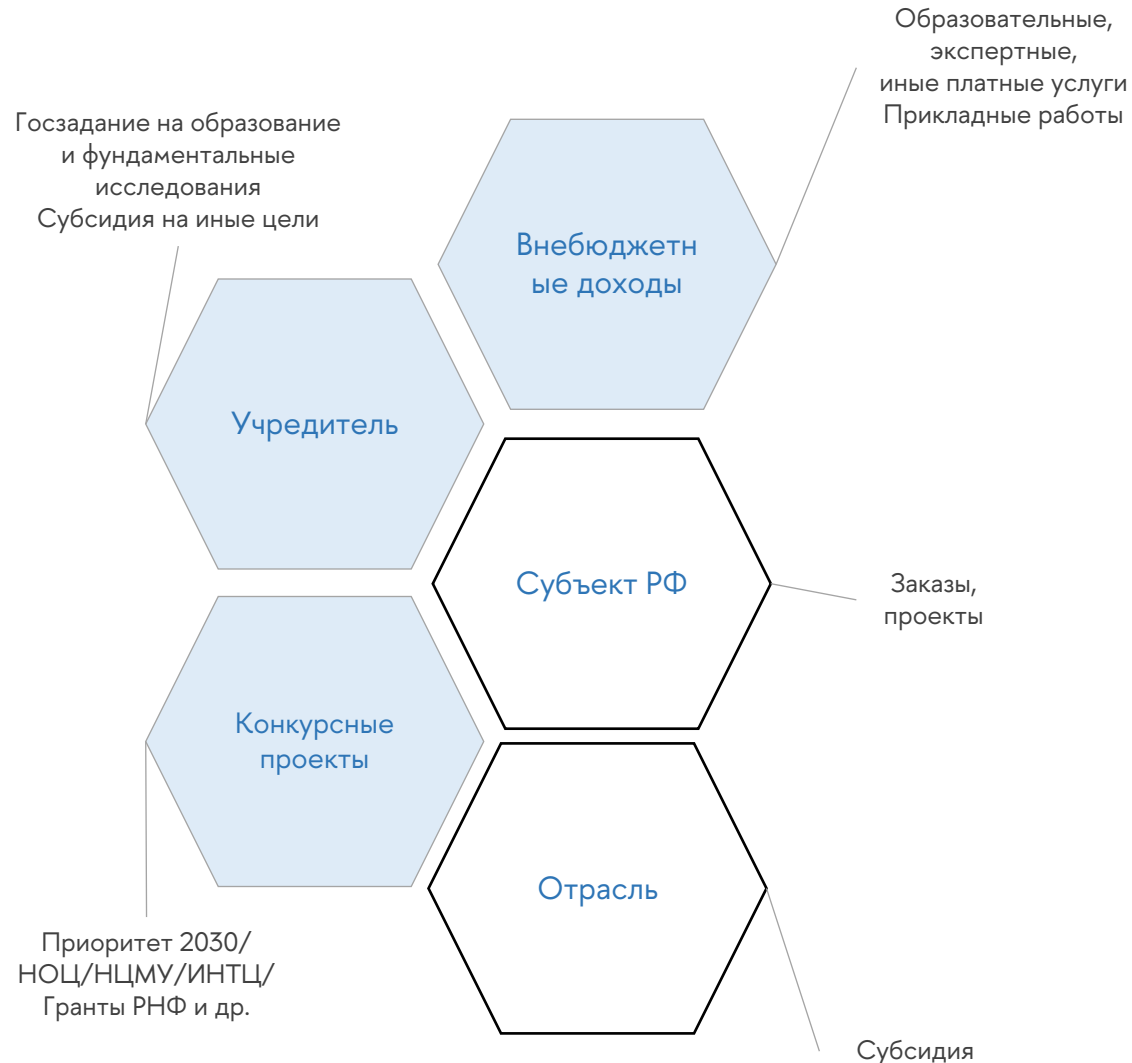 Образовательные,
экспертные,
иные платные услуги
Прикладные работы
Госзадание на образование
и фундаментальные
исследования
Субсидия на иные цели
Внебюджетн
ые доходы
Учредитель
Субъект РФ
Заказы,
проекты
Конкурсные
проекты
Отрасль
Приоритет 2030/
НОЦ/НЦМУ/ИНТЦ/
Гранты РНФ и др.
Субсидия